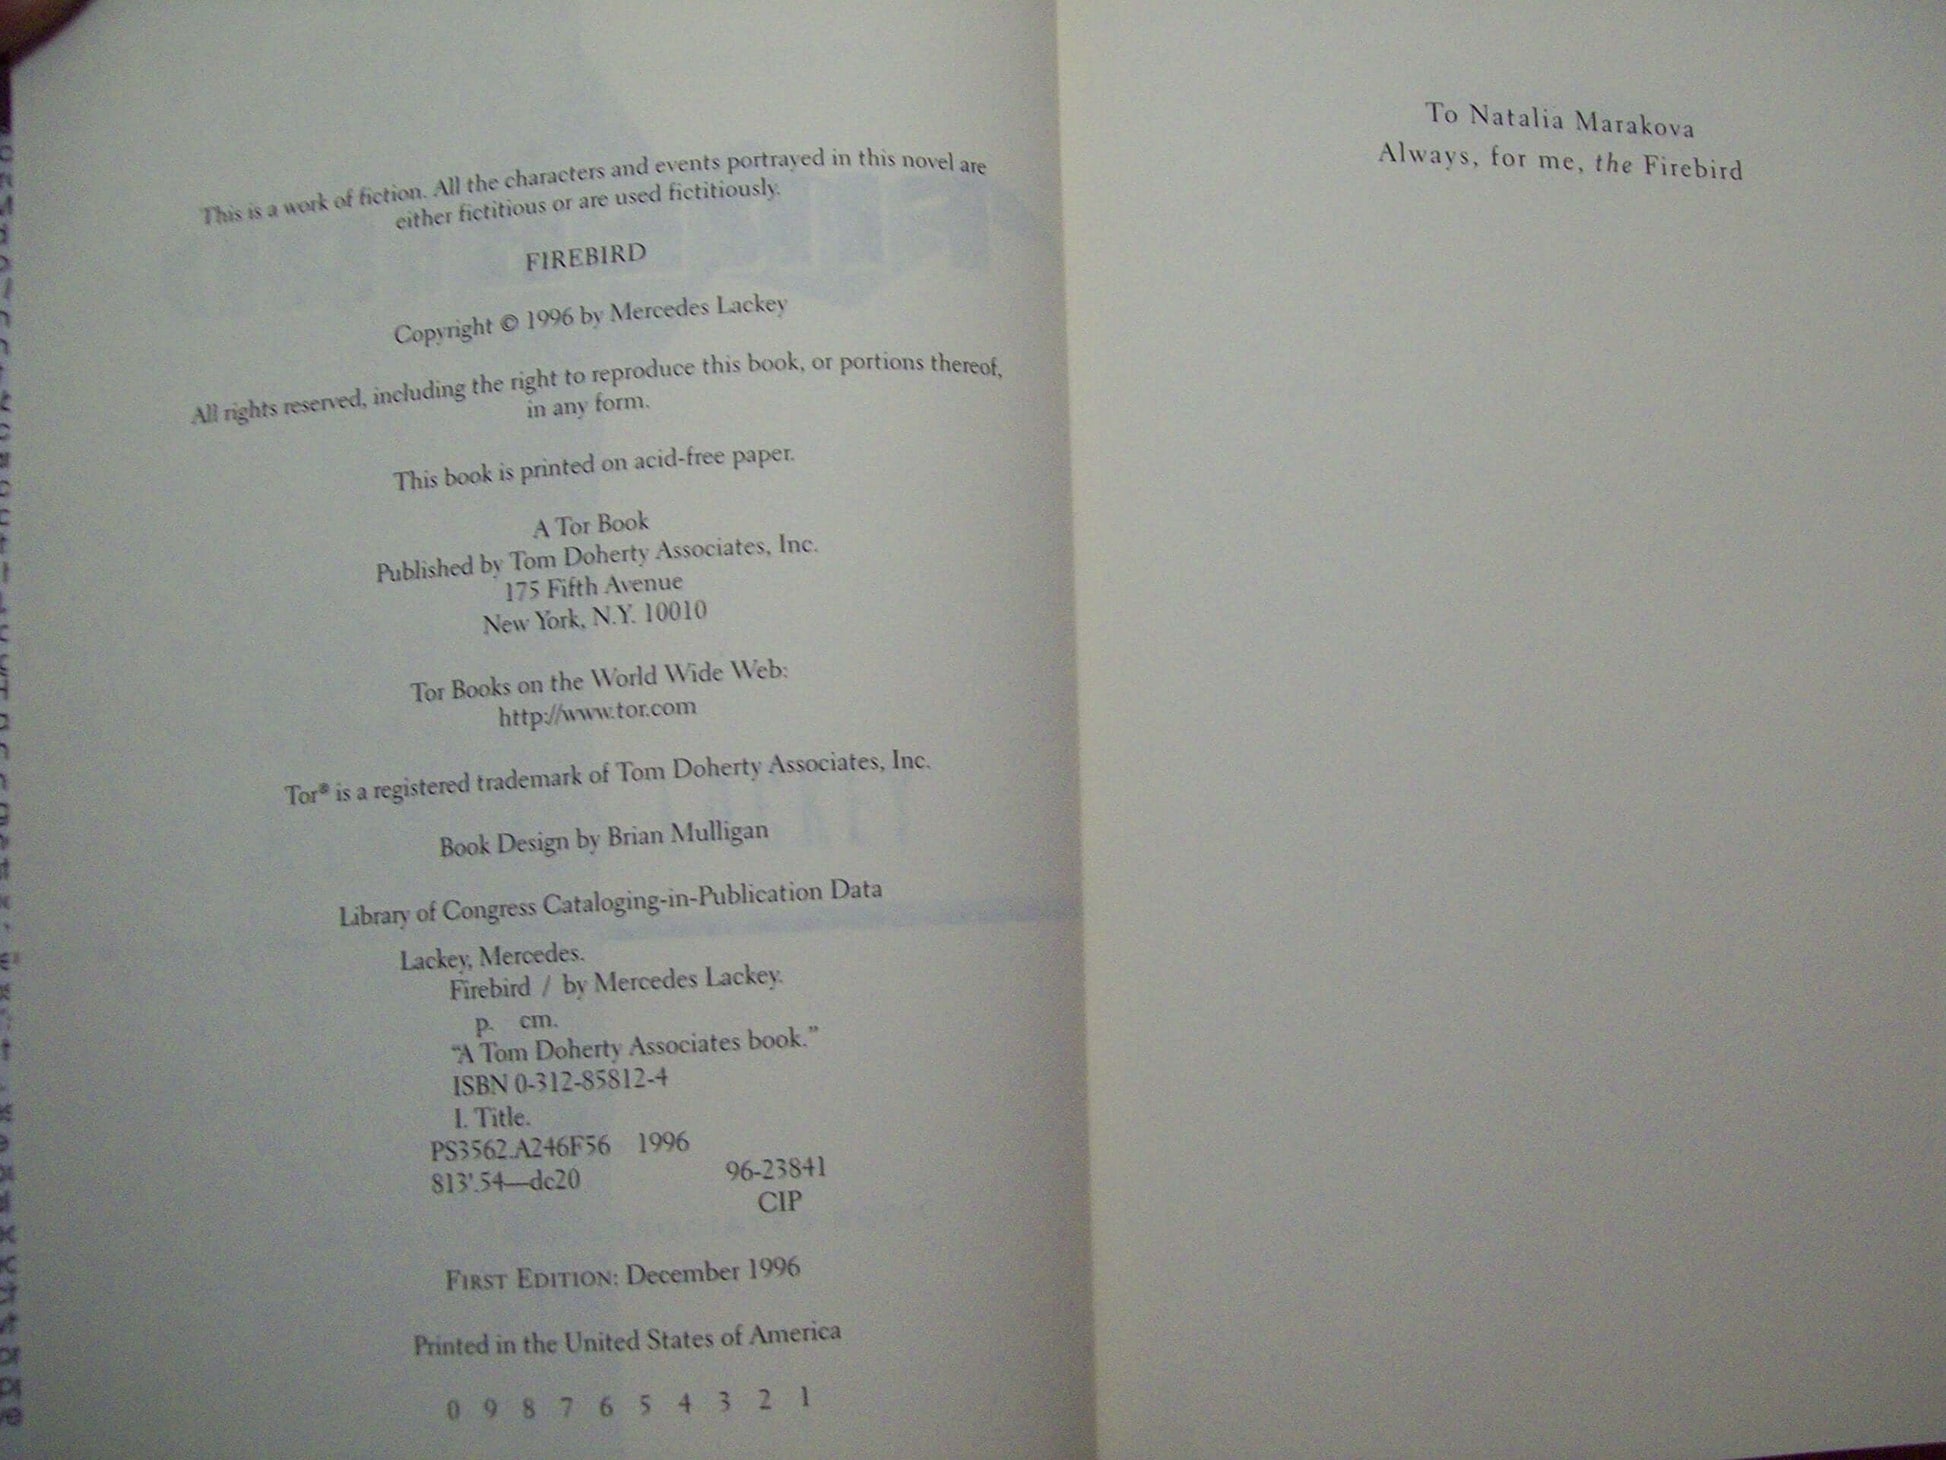 This is a work of fiction. All the characters and events portrayed in this novel are
either fictitious or are used fictitiously.
FIREBIRD
Copyright © 1996 by Mercedes Lackey
All rights reserved, including the right to reproduce this book, or portions thereof,
in any form.
This book is printed on acid-free paper.
A Tor Book
Published by Tom Doherty Associates, Inc.
175 Fifth Avenue
New York, N.Y. 10010
Tor Books on the World Wide Web:
http://www.tor.com
Tor® is a registered trademark of Tom Doherty Associates, Inc.
Book Design by Brian Mulligan
Library of Congress Cataloging-in-Publication Data
Lackey, Mercedes.
Firebird / by Mercedes Lackey.
p. cm.
"A Tom Doherty Associates book."
ISBN 0-312-85812-4
I. Title.
PS3562.A246F56 1996
813'.54—dc20 96-23841
CIP
FIRST EDITION: December 1996
Printed in the United States of America
0 9 8 7 6 5 4 3 2 1
To Natalia Marakova
Always, for me, the Firebird